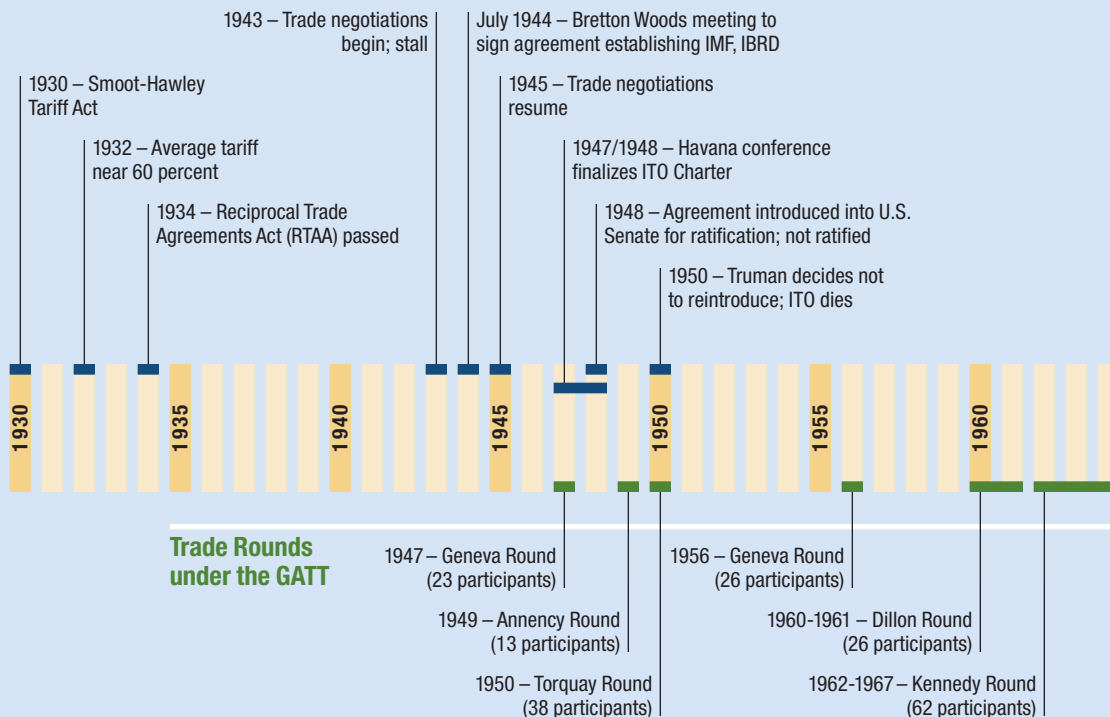 1943 – Trade negotiations
begin; stall
July 1944 – Bretton Woods meeting to
sign agreement establishing IMF, IBRD
1930 – Smoot-Hawley
Tariff Act
1945 – Trade negotiations
resume
1932 – Average tariff
near 60 percent
1947/1948 – Havana conference
finalizes ITO Charter
1934 – Reciprocal Trade
Agreements Act (RTAA) passed
1948 – Agreement introduced into U.S.
Senate for ratification; not ratified
1950 – Truman decides not
to reintroduce; ITO dies
1930
1935
1940
1945
1950
1955
1960
Trade Rounds
under the GATT
1947 – Geneva Round
(23 participants)
1956 – Geneva Round
(26 participants)
1949 – Annency Round
(13 participants)
1960-1961 – Dillon Round
(26 participants)
1950 – Torquay Round
(38 participants)
1962-1967 – Kennedy Round
(62 participants)